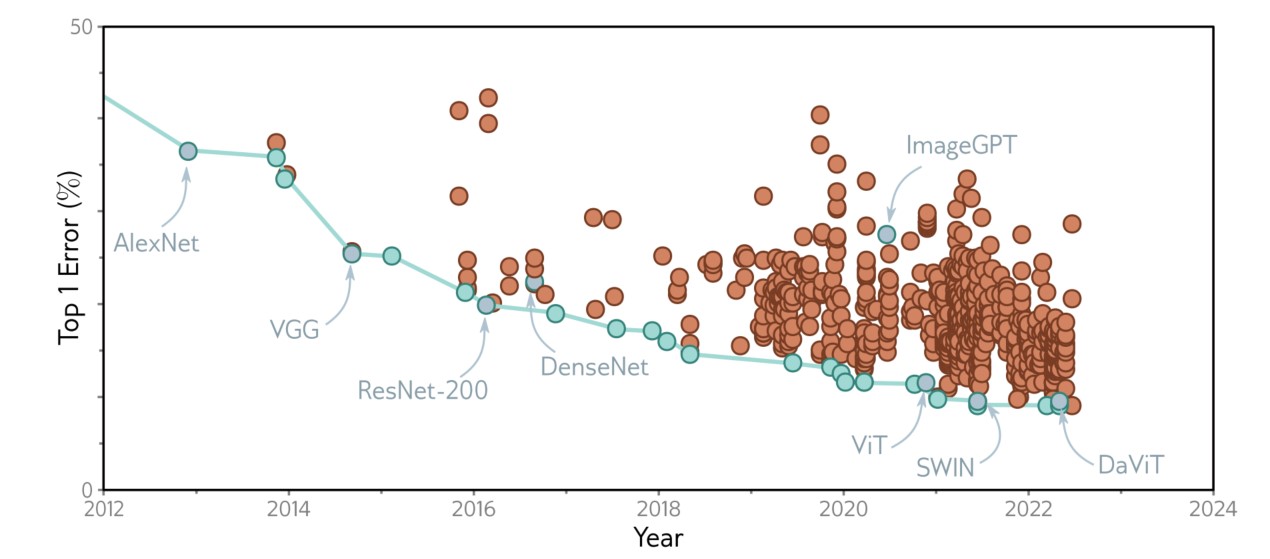 50
ImageGPT
AlexNet
Top 1 Error (%)
VGG
DenseNet
ResNet-200
ViT
SWIN
DaViT
0
2012 2014 2016 2018 2020 2022 2024
Year